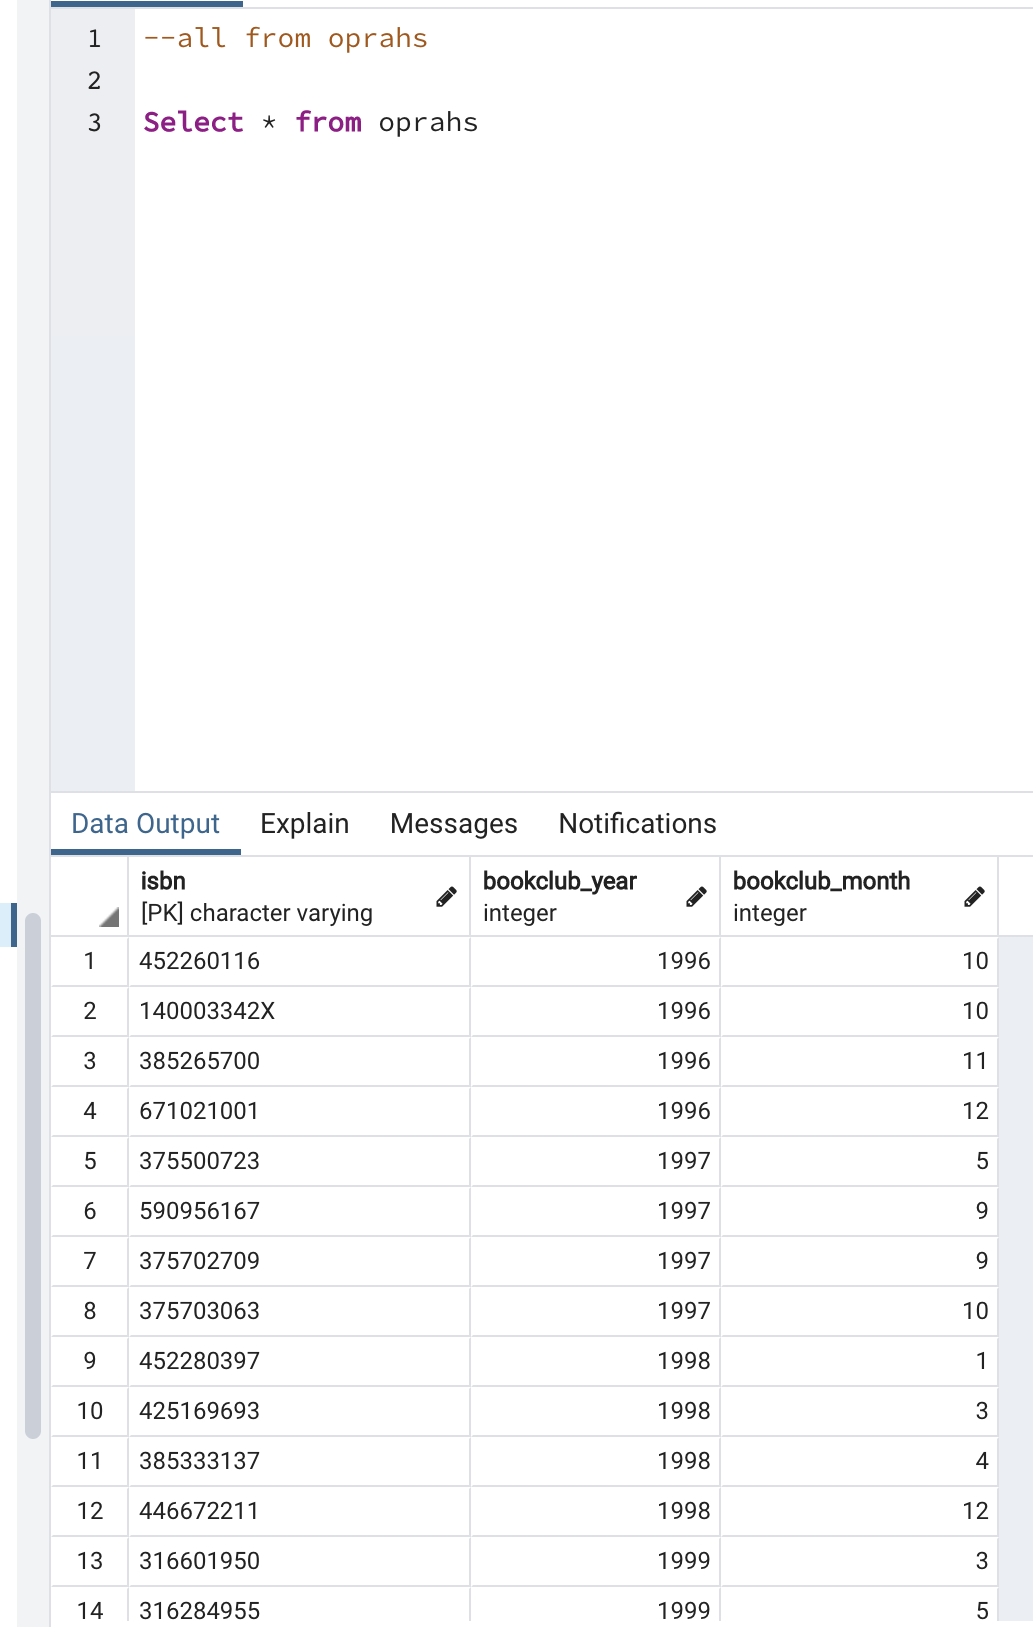 1 --all from oprahs
2
3 Select * from oprahs
Data Output Explain Messages Notifications
isbn bookclub_year bookclub_month
[PK] character varying integer integer
1 452260116 1996 10
2 140003342X 1996 10
3 385265700 1996 11
4 671021001 1996 12
5 375500723 1997 5
6 590956167 1997 9
7 375702709 1997 9
8 375703063 1997 10
9 452280397 1998 1
10 425169693 1998 3
11 385333137 1998 4
12 446672211 1998 12
13 316601950 1999 3
14 316284955 1999 5